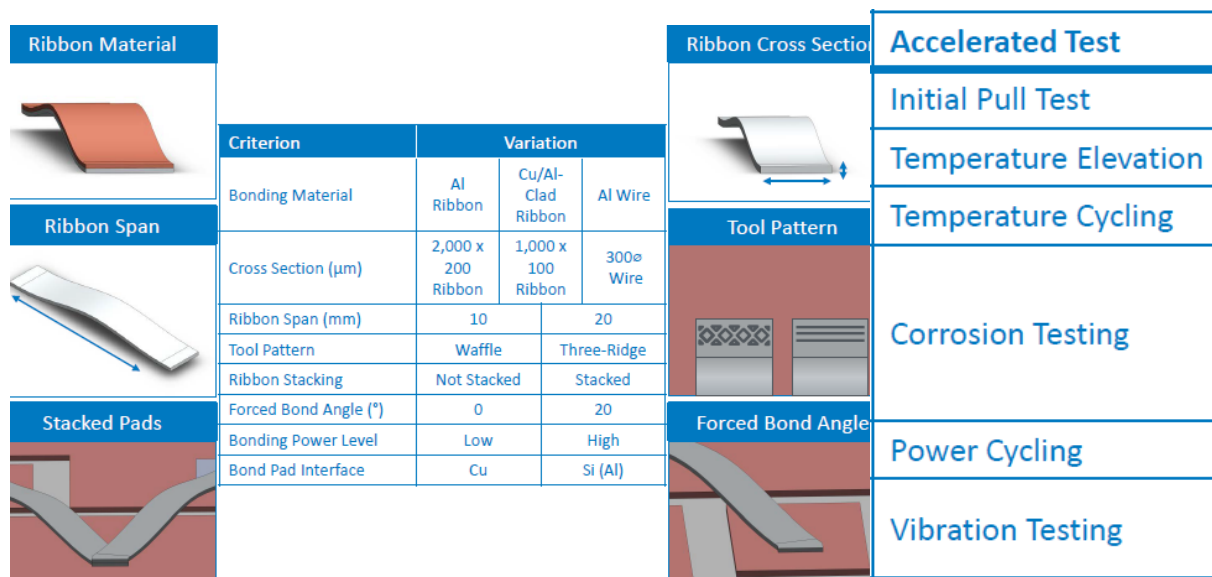 Ribbon Material
Ribbon Span
Stacked Pads
Criterion Variation
Bonding Material
Al
Ribbon
Cu/Al-
Clad
Ribbon
Al Wire
Cross Section (µm)
2,000 x
200
Ribbon
1,000 x
100
Ribbon
300ø
Wire
Ribbon Span (mm) 10 20
Tool Pattern Waffle Three-Ridge
Ribbon Stacking Not Stacked Stacked
Forced Bond Angle (°) 0 20
Bonding Power Level Low High
Bond Pad Interface Cu Si (Al)
Ribbon Cross Section
Tool Pattern
Forced Bond Angle
Accelerated Test
Initial Pull Test
Temperature Elevation
Temperature Cycling
Corrosion Testing
Power Cycling
Vibration Testing